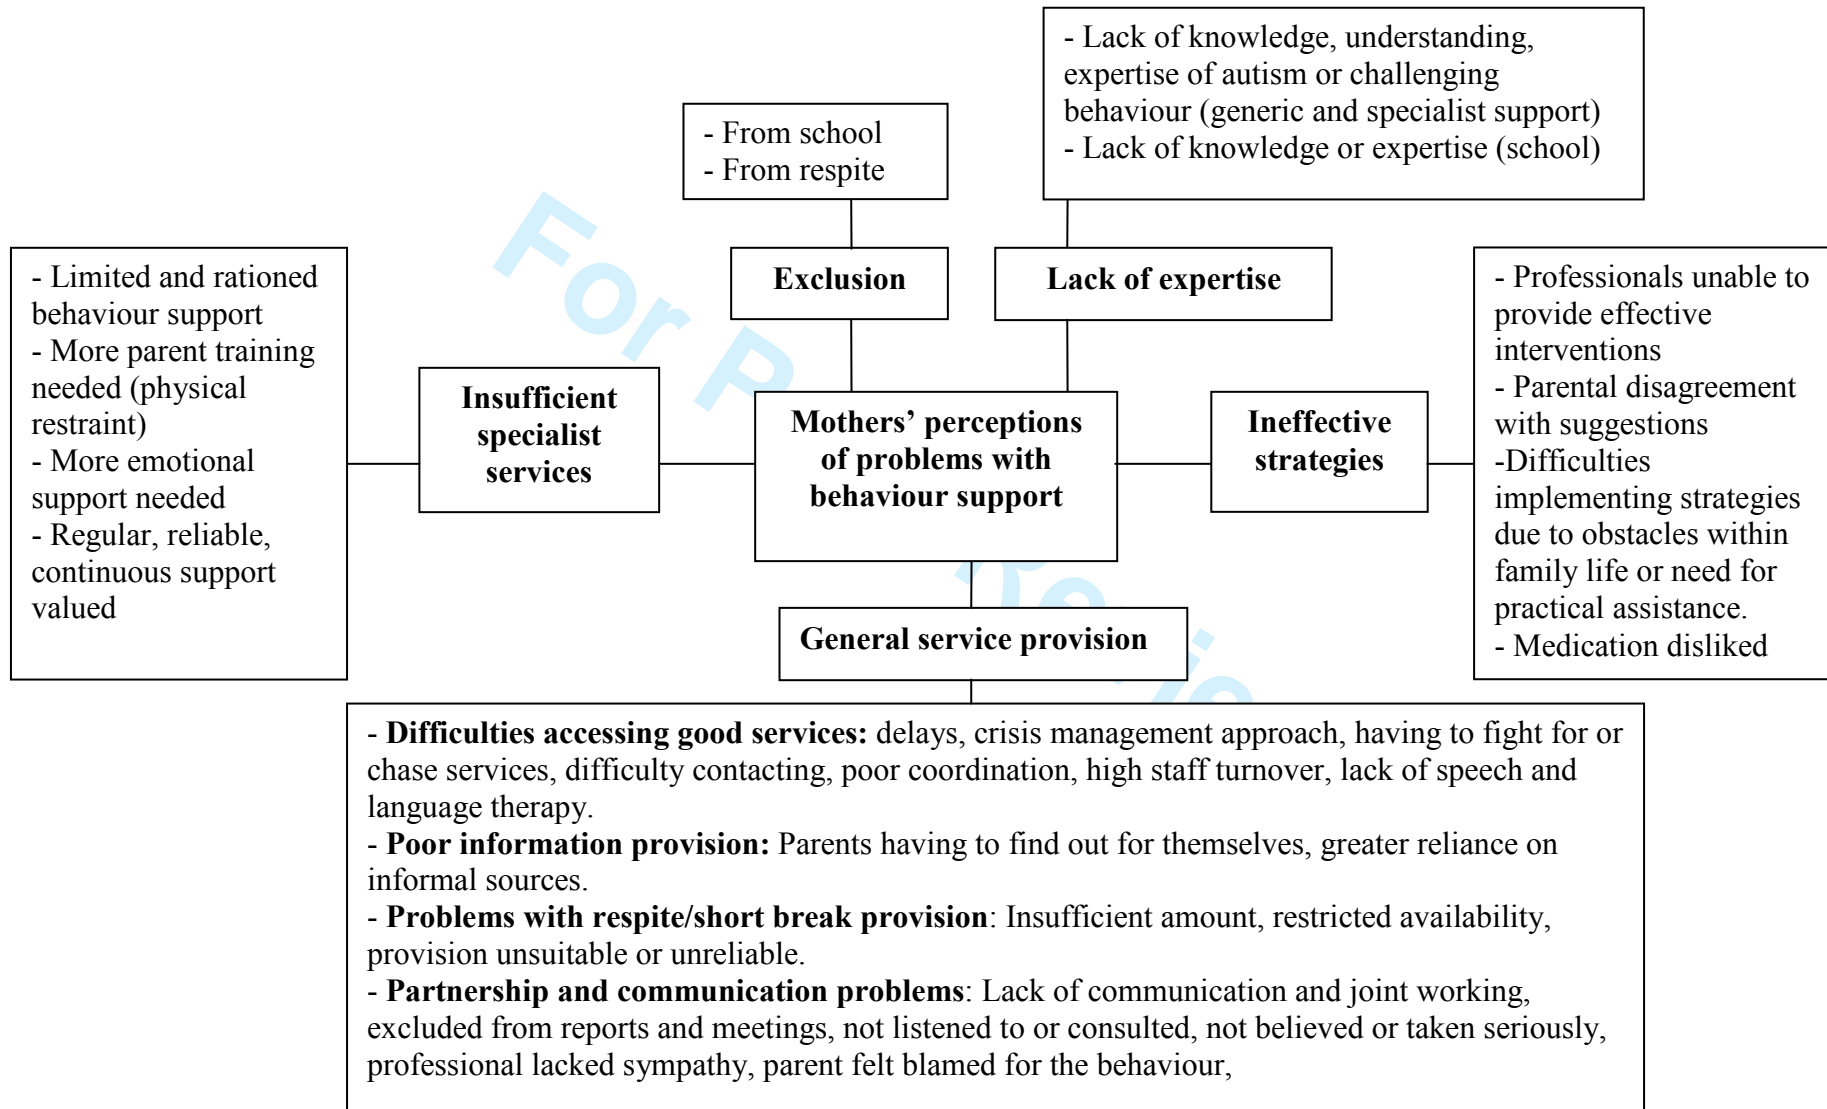 - Lack of knowledge, understanding,
expertise of autism or challenging
behaviour (generic and specialist support)
- Lack of knowledge or expertise (school)
- From school
- From respite
Exclusion
Lack of expertise
- Limited and rationed
behaviour support
- More parent training
needed (physical
restraint)
- More emotional
support needed
- Regular, reliable,
continuous support
valued
Insufficient
specialist
services
Mothers’ perceptions
of problems with
behaviour support
Ineffective
strategies
- Professionals unable to
provide effective
interventions
- Parental disagreement
with suggestions
-Difficulties
implementing strategies
due to obstacles within
family life or need for
practical assistance.
- Medication disliked
General service provision
- Difficulties accessing good services: delays, crisis management approach, having to fight for or
chase services, difficulty contacting, poor coordination, high staff turnover, lack of speech and
language therapy.
- Poor information provision: Parents having to find out for themselves, greater reliance on
informal sources.
- Problems with respite/short break provision: Insufficient amount, restricted availability,
provision unsuitable or unreliable.
- Partnership and communication problems: Lack of communication and joint working,
excluded from reports and meetings, not listened to or consulted, not believed or taken seriously,
professional lacked sympathy, parent felt blamed for the behaviour,
For